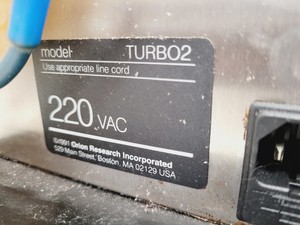 model TURBO2
Use appropriate line cord
220 VAC
©1991 Orion Research Incorporated
529 Main Street, Boston, MA 02129 USA